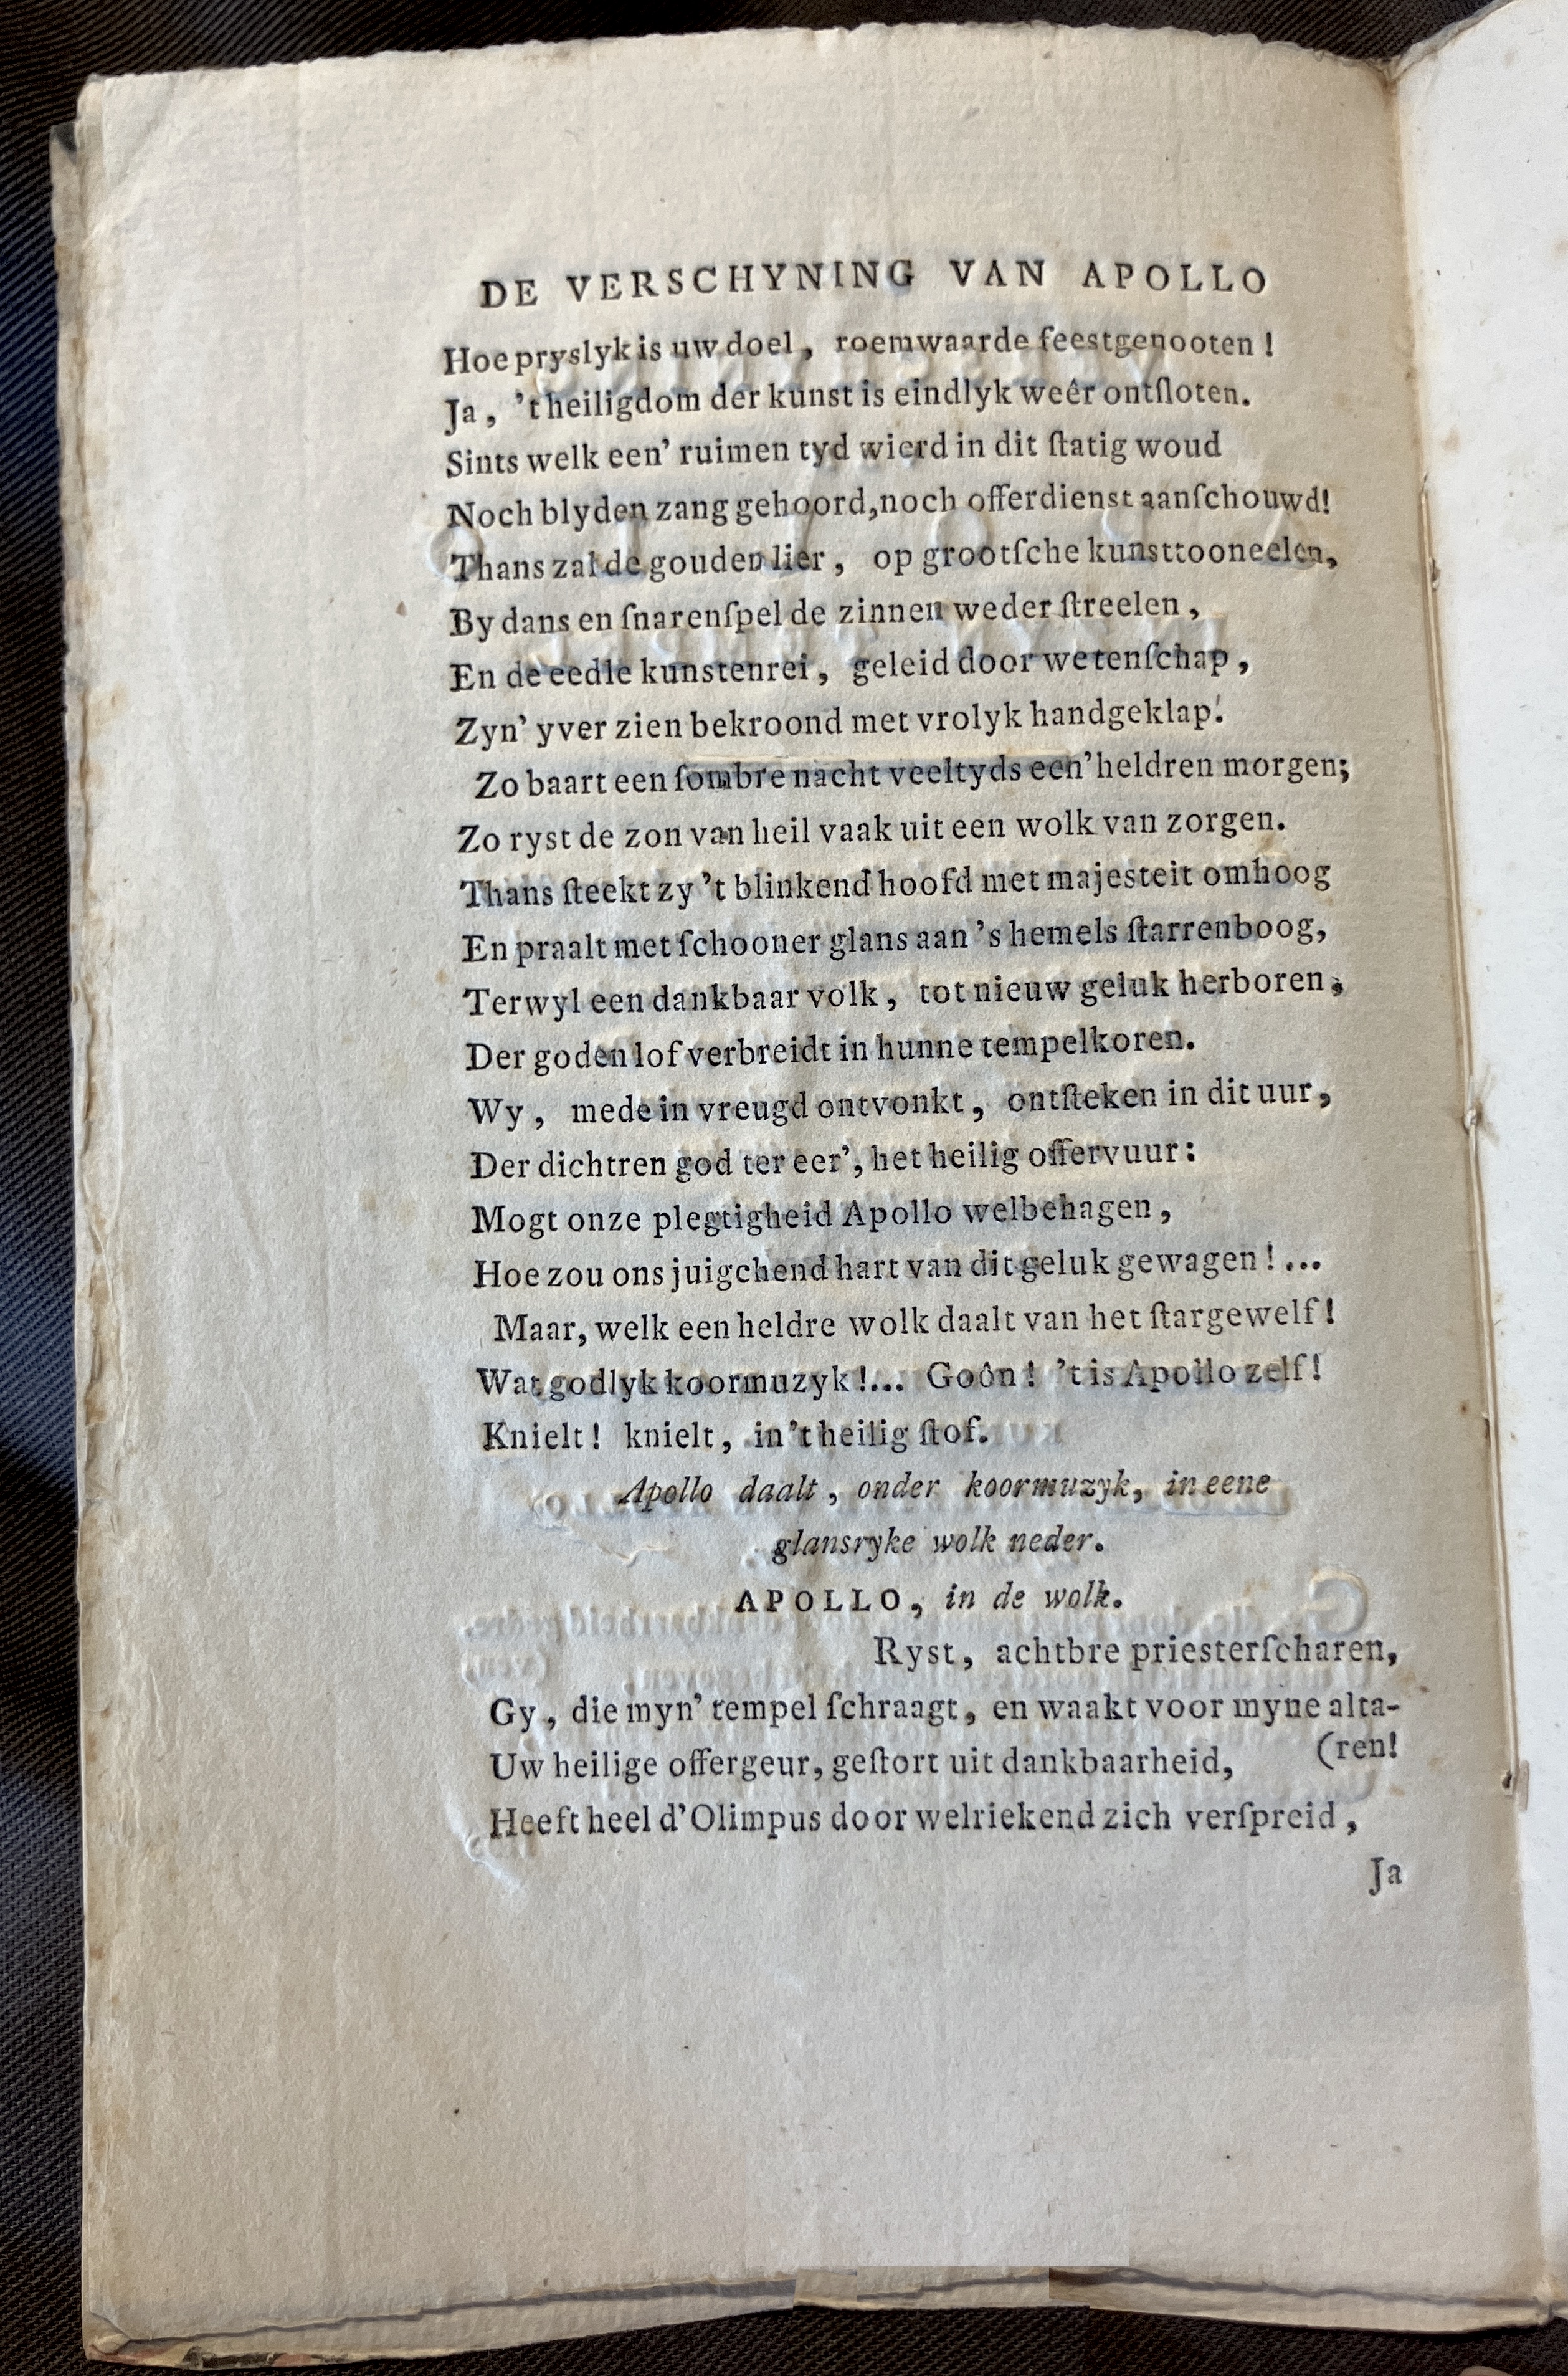 DE VERSCHYNING VAN APOLLO
Hoe pryslyk is uw doel, roemwaarde feestgenooten!
Ja, 't heiligdom der kunst is eindlyk weêr ontſloten.
Sints welk een' ruimen tyd wierd in dit ſtatig woud
Noch blyden zang gehoord, noch offerdienst aanſchouwd!
Thans zal de gouden lier, op grootſche kunsttooneelen,
By dans en ſnarenſpel de zinnen weder ſtreelen,
En de eedle kunstenrei, geleid door wetenſchap,
Zyn' yver zien bekroond met vrolyk handgeklap!
Zo baart een ſombre nacht veeltyds een' heldren morgen;
Zo ryst de zon van heil vaak uit een wolk van zorgen.
Thans ſteekt zy 't blinkend hoofd met majesteit omhoog
En praalt met ſchooner glans aan 's hemels ſtarrenboog,
Terwyl een dankbaar volk, tot nieuw geluk herboren,
Der goden lof verbreidt in hunne tempelkoren.
Wy, mede in vreugd ontvonkt, ontſteken in dit uur,
Der dichtren god ter eer', het heilig offervuur:
Mogt onze plegtigheid Apollo welbehagen,
Hoe zou ons juigchend hart van dit geluk gewagen!...
Maar, welk een heldre wolk daalt van het ſtargewelf!
Wat godlyk koormuzyk!... Goôn! 't is Apollo zelf!
Knielt! knielt, in 't heilig ſtof.
Apollo daalt, onder koormuzyk, in eene
glansryke wolk neder.
APOLLO, in de wolk.
Ryst, achtbre priesterſcharen,
Gy, die myn' tempel ſchraagt, en waakt voor myne alta-
(ren!
Uw heilige offergeur, geſtort uit dankbaarheid,
Heeft heel d'Olimpus door welriekend zich verſpreid,
Ja